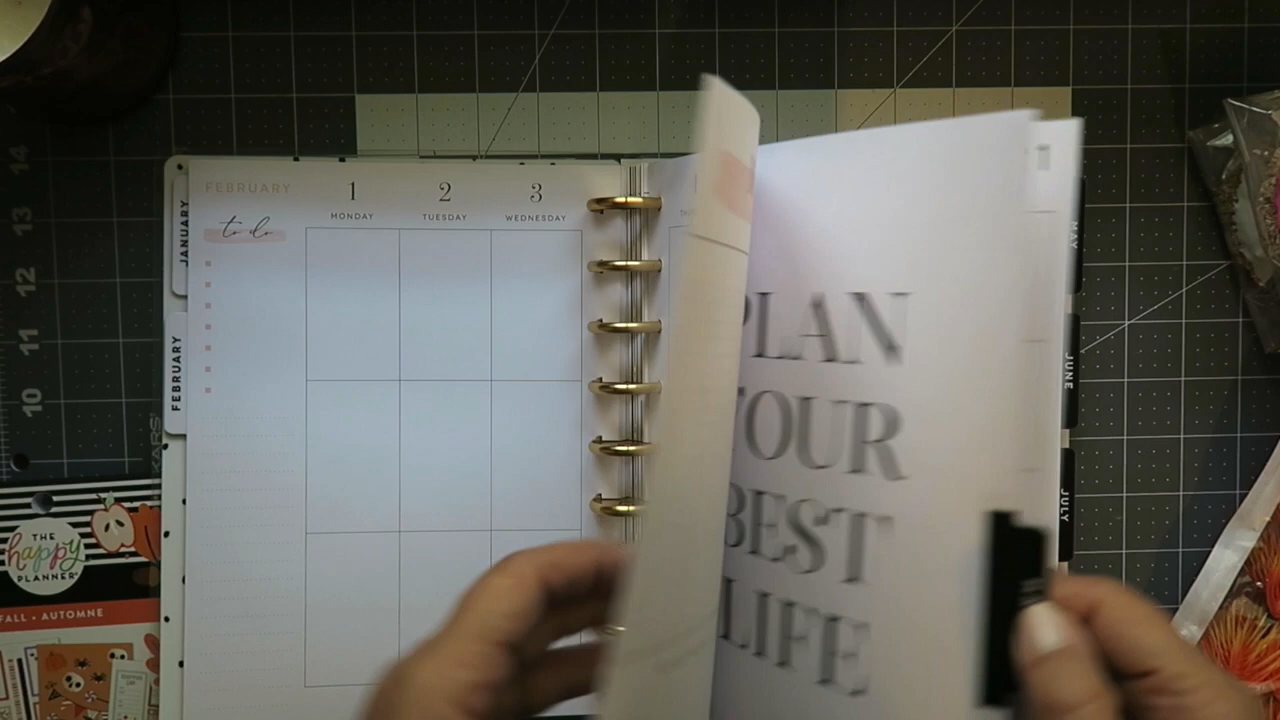 FEBRUARY
1 2 3
MONDAY TUESDAY WEDNESDAY
to do
JANUARY
FEBRUARY
PLAN
YOUR
BEST
LIFE
MAY
JUNE
JULY
14
13
12
11
10
THE
happy
PLANNER
FALL • AUTOMNE